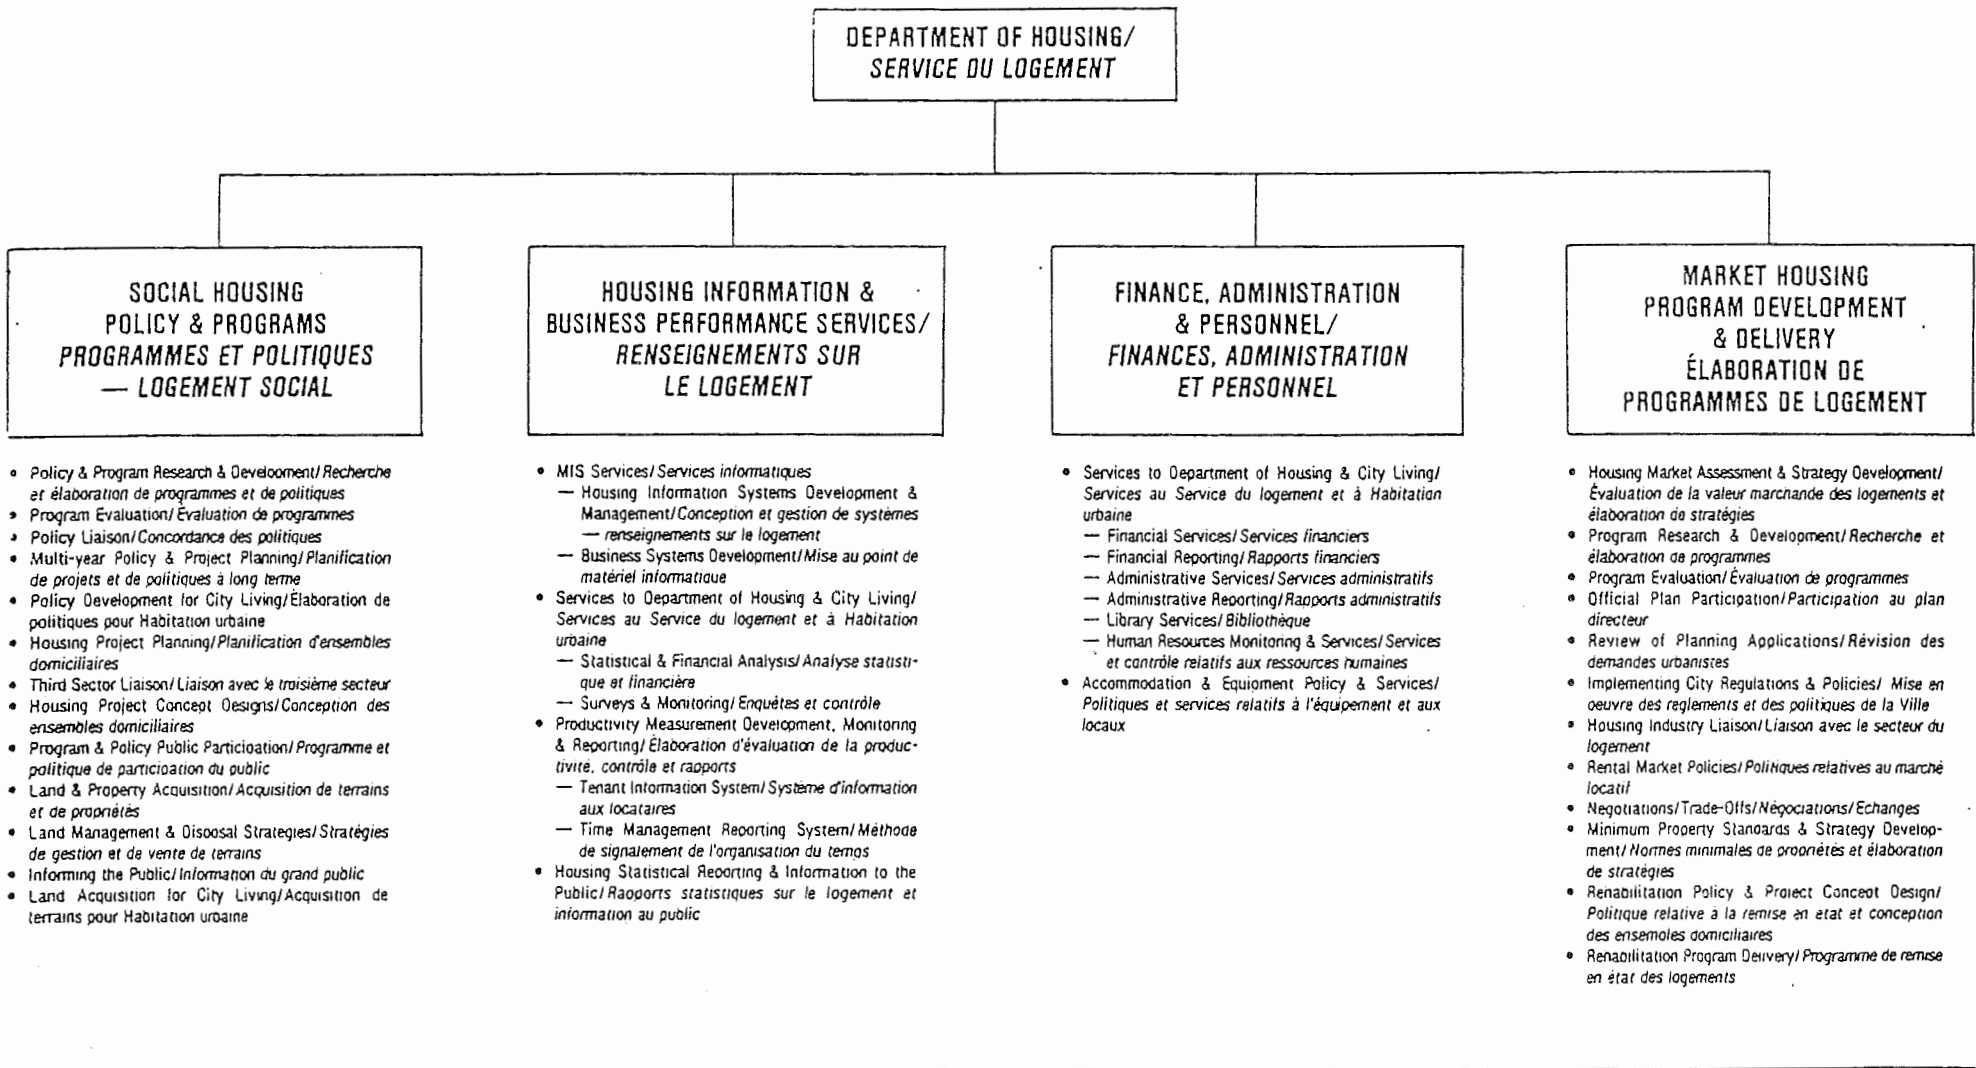 DEPARTMENT OF HOUSING/
SERVICE DU LOGEMENT
SOCIAL HOUSING
POLICY & PROGRAMS
PROGRAMMES ET POLITIQUES
— LOGEMENT SOCIAL
• Policy & Program Research & Development/Recherche
et élaboration de programmes et de politiques
• Program Evaluation/Évaluation de programmes
• Policy Liaison/Concordance des politiques
• Multi-year Policy & Project Planning/Planification
de projets et de politiques à long terme
• Policy Development for City Living/Élaboration de
politiques pour Habitation urbaine
• Housing Project Planning/Planification d'ensembles
domiciliaires
• Third Sector Liaison/Liaison avec le troisième secteur
• Housing Project Concept Designs/Conception des
ensembles domiciliaires
• Program & Policy Public Participation/Programme et
politique de participation du public
• Land & Property Acquisition/Acquisition de terrains
et de propriétés
• Land Management & Disposal Strategies/Stratégies
de gestion et de vente de terrains
• Informing the Public/Information du grand public
• Land Acquisition for City Living/Acquisition de
terrains pour Habitation urbaine
HOUSING INFORMATION &
BUSINESS PERFORMANCE SERVICES/
RENSEIGNEMENTS SUR
LE LOGEMENT
• MIS Services/Services informatiques
— Housing Information Systems Development &
Management/Conception et gestion de systèmes
— renseignements sur le logement
— Business Systems Development/Mise au point de
matériel informatique
• Services to Department of Housing & City Living/
Services au Service du logement et à Habitation
urbaine
— Statistical & Financial Analysis/Analyse statisti-
que et financière
— Surveys & Monitoring/Enquêtes et contrôle
• Productivity Measurement Development, Monitoring
& Reporting/Élaboration d'évaluation de la produc-
tivité, contrôle et rapports
— Tenant Information System/Système d'information
aux locataires
— Time Management Reporting System/Méthode
de signalement de l'organisation du temps
• Housing Statistical Reporting & Information to the
Public/Rapports statistiques sur le logement et
information au public
FINANCE, ADMINISTRATION
& PERSONNEL/
FINANCES, ADMINISTRATION
ET PERSONNEL
• Services to Department of Housing & City Living/
Services au Service du logement et à Habitation
urbaine
— Financial Services/Services financiers
— Financial Reporting/Rapports financiers
— Administrative Services/Services administratifs
— Administrative Reporting/Rapports administratifs
— Library Services/Bibliothèque
— Human Resources Monitoring & Services/Services
et contrôle relatifs aux ressources humaines
• Accommodation & Equipment Policy & Services/
Politiques et services relatifs à l'équipement et aux
locaux
MARKET HOUSING
PROGRAM DEVELOPMENT
& DELIVERY
ÉLABORATION DE
PROGRAMMES DE LOGEMENT
• Housing Market Assessment & Strategy Development/
Évaluation de la valeur marchande des logements et
élaboration de stratégies
• Program Research & Development/Recherche et
élaboration de programmes
• Program Evaluation/Évaluation de programmes
• Official Plan Participation/Participation au plan
directeur
• Review of Planning Applications/Révision des
demandes urbanistes
• Implementing City Regulations & Policies/ Mise en
oeuvre des reglements et des politiques de la Ville
• Housing Industry Liaison/Liaison avec le secteur du
logement
• Rental Market Policies/Politiques relatives au marché
locatif
• Negotiations/Trade-Offs/Négociations/Echanges
• Minimum Property Standards & Strategy Develop-
ment/Normes minimales de propriétés et élaboration
de stratégies
• Rehabilitation Policy & Project Concept Design/
Politique relative à la remise en etat et conception
des ensembles domiciliaires
• Rehabilitation Program Delivery/Programme de remise
en état des logements